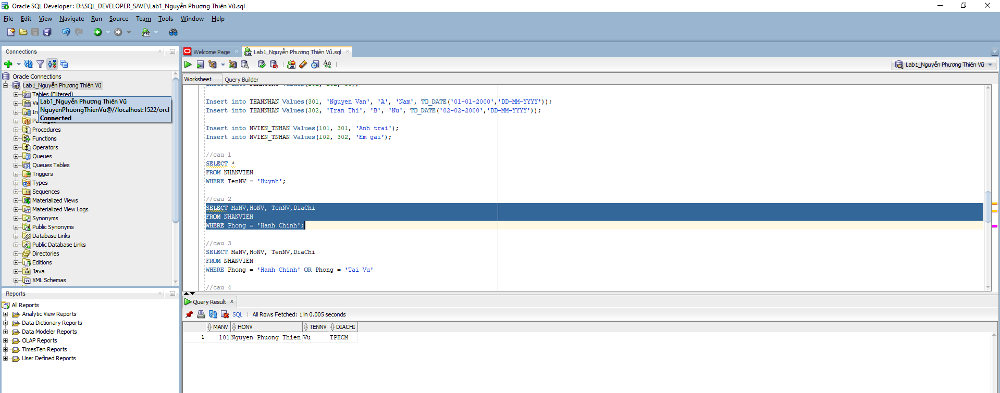 Oracle SQL Developer : D:\SQL_DEVELOPER_SAVE\Lab1_Nguyễn Phương Thiên Vũ.sql
File Edit View Navigate Run Source Team Tools Window Help
Connections
Oracle Connections
Lab1_Nguyễn Phương Thiên Vũ
Tables (Filtered)
Lab1_Nguyễn Phương Thiên Vũ
NguyenPhuongThienVu@//localhost:1522/orcl
Connected
Procedures
Functions
Operators
Queues
Queues Tables
Triggers
Types
Sequences
Materialized Views
Materialized View Logs
Synonyms
Public Synonyms
Database Links
Public Database Links
Directories
Editions
Java
XML Schemas
Reports
All Reports
Analytic View Reports
Data Dictionary Reports
Data Modeler Reports
OLAP Reports
TimesTen Reports
User Defined Reports
Welcome Page
Lab1_Nguyễn Phương Thiên Vũ.sql
Lab1_Nguyễn Phương Thiên Vũ
Worksheet Query Builder
Insert into THANNHAN Values(301, 'Nguyen Van', 'A', 'Nam', TO_DATE('01-01-2000','DD-MM-YYYY'));
Insert into THANNHAN Values(302, 'Tran Thi', 'B', 'Nu', TO_DATE('02-02-2000','DD-MM-YYYY'));
Insert into NVIEN_TNHAN Values(101, 301, 'Anh trai');
Insert into NVIEN_TNHAN Values(102, 302, 'Em gai');
//cau 1
SELECT *
FROM NHANVIEN
WHERE TenNV = 'Huynh';
//cau 2
SELECT MaNV,HoNV, TenNV,DiaChi
FROM NHANVIEN
WHERE Phong = 'Hanh Chinh';
//cau 3
SELECT MaNV,HoNV, TenNV,DiaChi
FROM NHANVIEN
WHERE Phong = 'Hanh Chinh' OR Phong = 'Tai Vu'
//cau 4
Query Result
SQL | All Rows Fetched: 1 in 0.005 seconds
MANV HONV TENNV DIACHI
1 101 Nguyen Phuong Thien Vu TPHCM